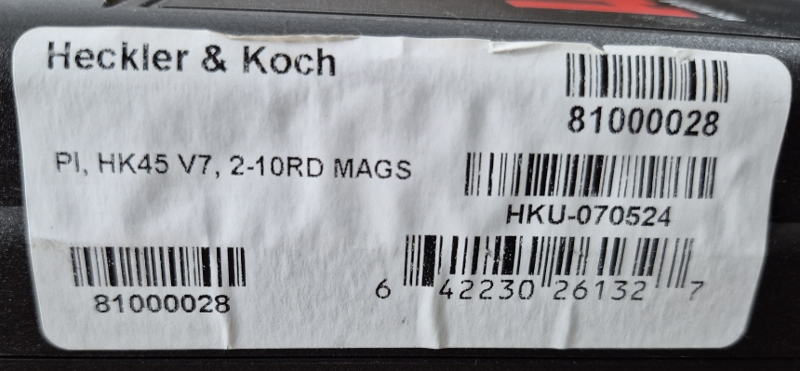 Heckler & Koch
81000028
PI, HK45 V7, 2-10RD MAGS
HKU-070524
81000028
6 42230 26132 7